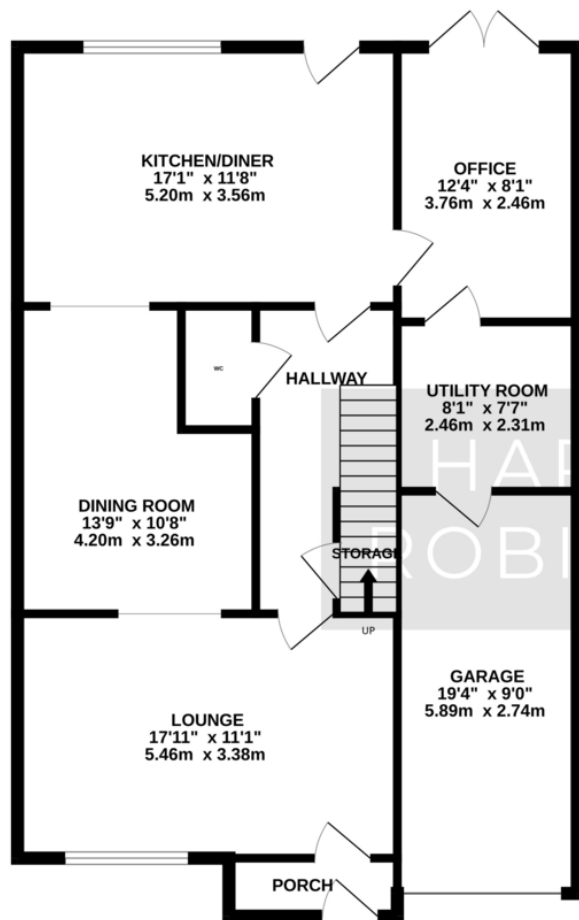 KITCHEN/DINER
17'1" x 11'8"
5.20m x 3.56m
OFFICE
12'4" x 8'1"
3.76m x 2.46m
WC
HALLWAY
UTILITY ROOM
8'1" x 7'7"
2.46m x 2.31m
HAR
ROBI
DINING ROOM
13'9" x 10'8"
4.20m x 3.26m
STORAGE
UP
LOUNGE
17'11" x 11'1"
5.46m x 3.38m
GARAGE
19'4" x 9'0"
5.89m x 2.74m
PORCH